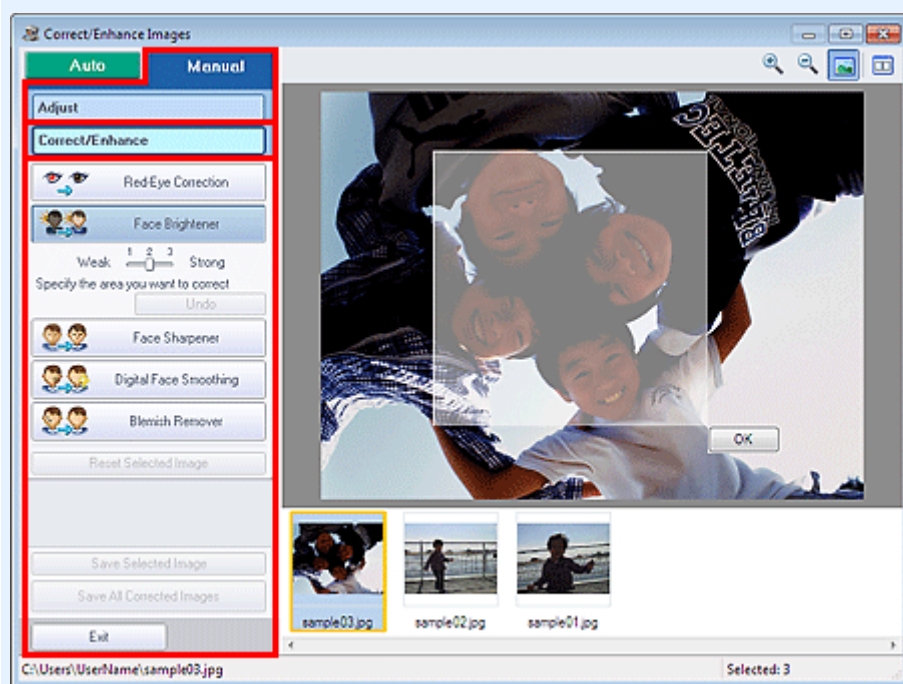 Correct/Enhance Images
Auto
Manual
Adjust
Correct/Enhance
Red-Eye Correction
Face Brightener
1 2 3
Weak Strong
Specify the area you want to correct
Undo
Face Sharpener
Digital Face Smoothing
Blemish Remover
Reset Selected Image
Save Selected Image
Save All Corrected Images
Exit
OK
sample03.jpg
sample02.jpg
sample01.jpg
C:\Users\UserName\sample03.jpg
Selected: 3